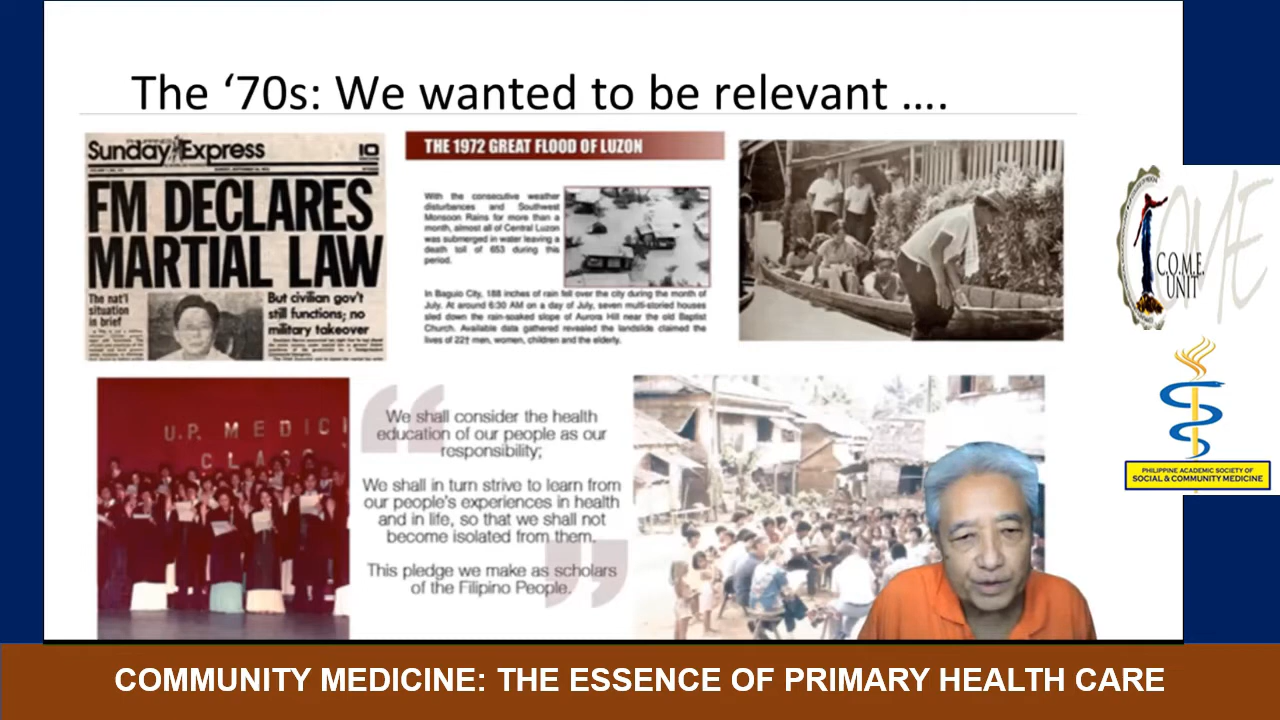 The ‘70s: We wanted to be relevant ….
Sunday Express
10
FM DECLARES
MARTIAL LAW
The nat'l
situation
in brief
But civilian gov't
still functions; no
military takeover
THE 1972 GREAT FLOOD OF LUZON
With the consecutive weather
disturbances and Southwest
Monsoon Rains for more than a
month, almost all of Central Luzon
was submerged in water leaving a
death toll of 653 during this
period.
In Baguio City, 188 inches of rain fell over the city during the month of
July. At around 6:30 AM on a day of July, seven multi-storied houses
sled down the rain-soaked slope of Aurora Hill near the old Baptist
Church. Available data gathered revealed the landslide claimed the
lives of 221 men, women, children and the elderly.
U.P. MEDICI
CLASS
We shall consider the health
education of our people as our
responsibility;
We shall in turn strive to learn from
our people's experiences in health
and in life, so that we shall not
become isolated from them.
This pledge we make as scholars
of the Filipino People.
COME
C.O.M.E.
UNIT
PHILIPPINE ACADEMIC SOCIETY OF
SOCIAL & COMMUNITY MEDICINE
COMMUNITY MEDICINE: THE ESSENCE OF PRIMARY HEALTH CARE